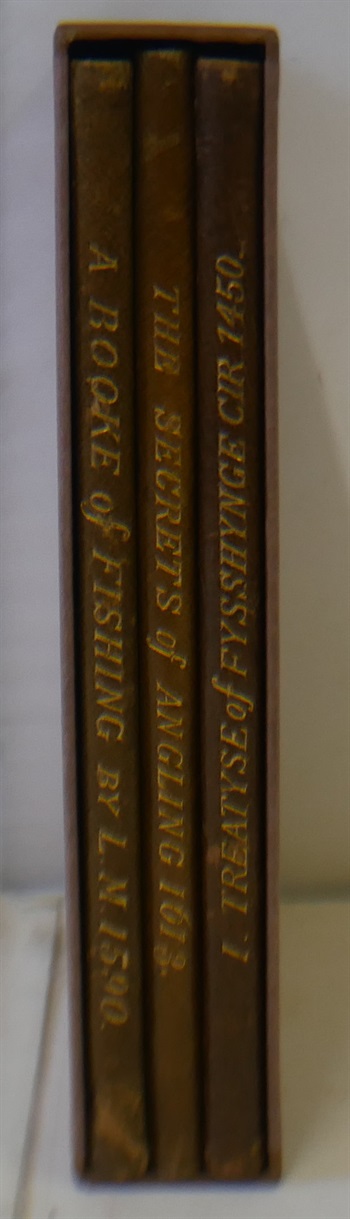 A BOOKE of FISHING BY L. M. 1590.
THE SECRETS of ANGLING 1613.
I. TREATYSE of FYSSHYNGE CIR 1450.